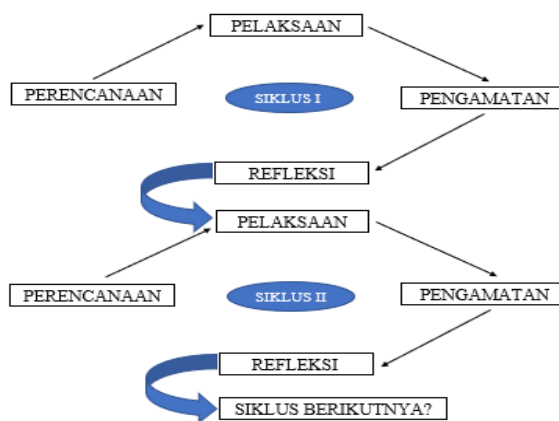 PELAKSAAN
PERENCANAAN
SIKLUS I
PENGAMATAN
REFLEKSI
PELAKSAAN
PERENCANAAN
SIKLUS II
PENGAMATAN
REFLEKSI
SIKLUS BERIKUTNYA?